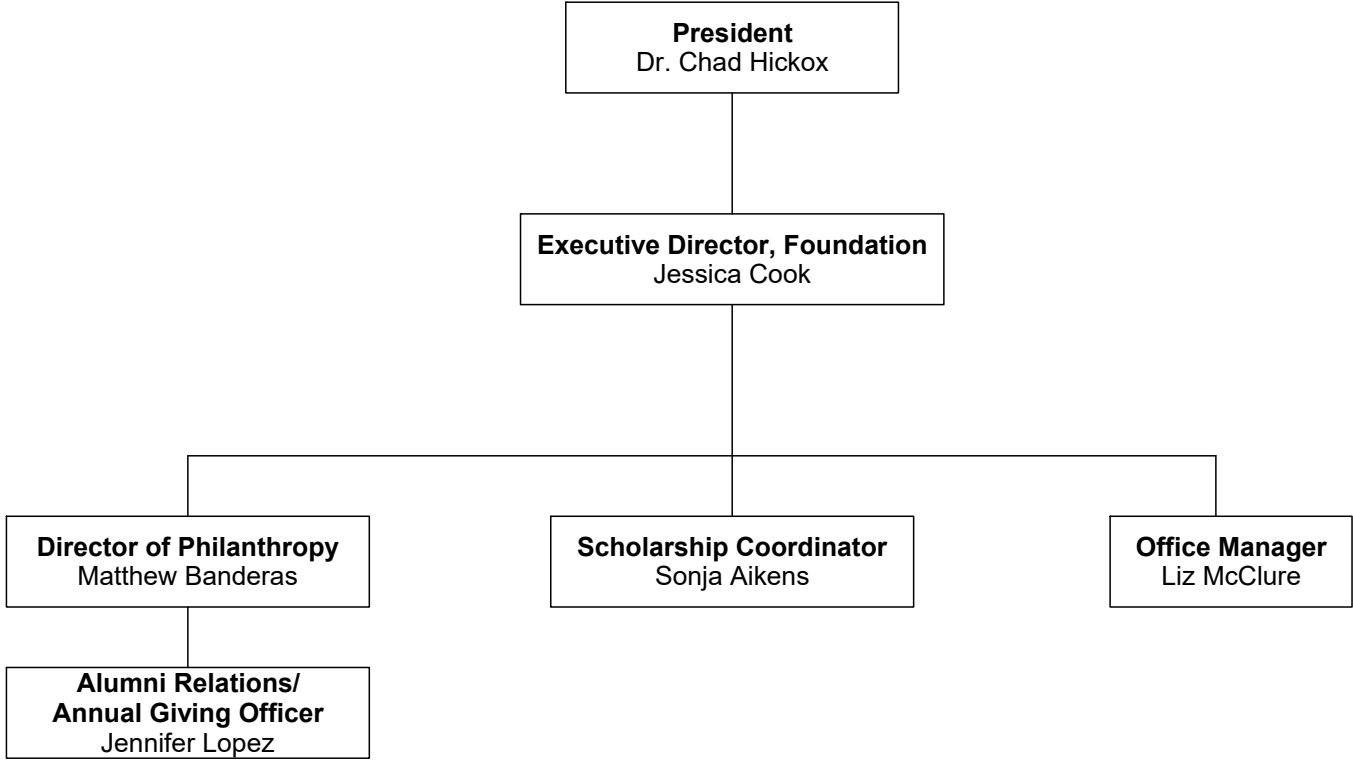 President
Dr. Chad Hickox
Executive Director, Foundation
Jessica Cook
Director of Philanthropy
Matthew Banderas
Scholarship Coordinator
Sonja Aikens
Office Manager
Liz McClure
Alumni Relations/
Annual Giving Officer
Jennifer Lopez